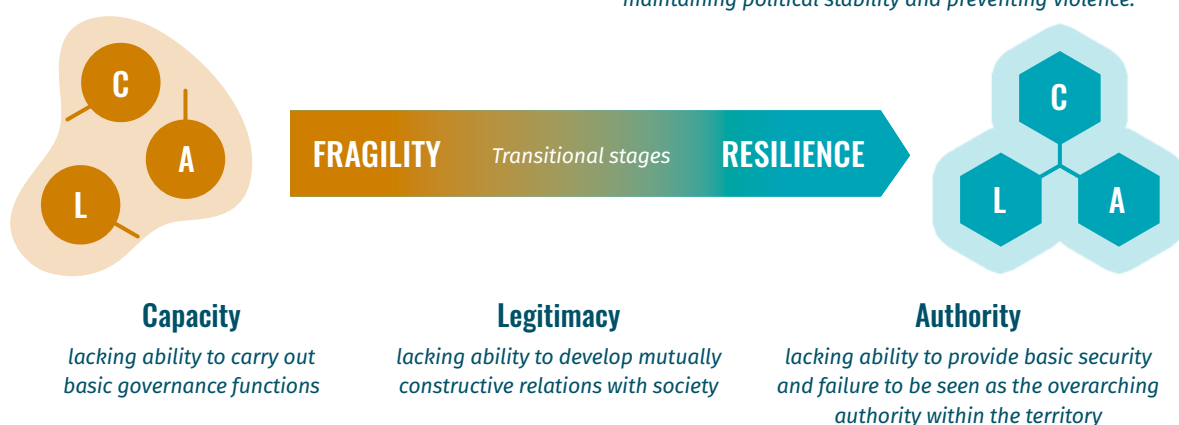 maintaining political stability and preventing violence.
C
A
L
FRAGILITY
Transitional stages
RESILIENCE
C
L
A
Capacity
lacking ability to carry out
basic governance functions
Legitimacy
lacking ability to develop mutually
constructive relations with society
Authority
lacking ability to provide basic security
and failure to be seen as the overarching
authority within the territory